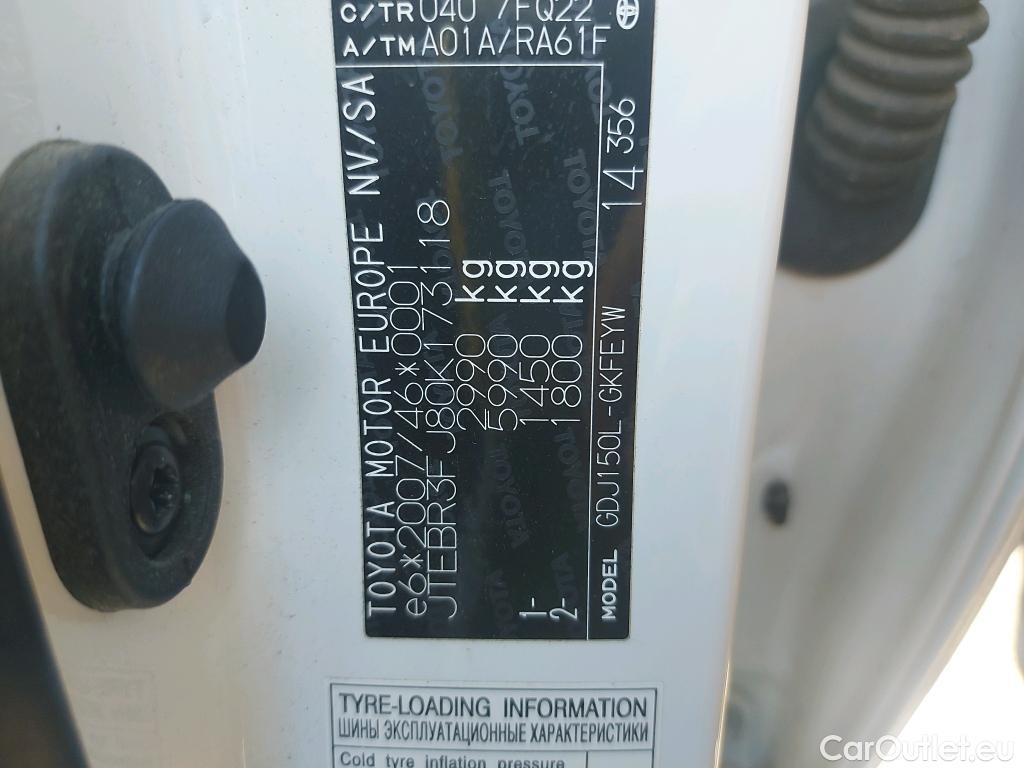 C/TR 040 /FQ22
A/TM A01A/RA61F
TOYOTA MOTOR EUROPE NV/SA
e6*2007/46*0001
JTEBR3FJ80K173118
2990 kg
5990 kg
1- 1450 kg
2- 1800 kg
MODEL GDJ150L-GKFEYW 14 356
TYRE-LOADING INFORMATION
ШИНЫ ЭКСПЛУАТАЦИОННЫЕ ХАРАКТЕРИСТИКИ
Cold tyre inflation pressure
CarOutlet.eu